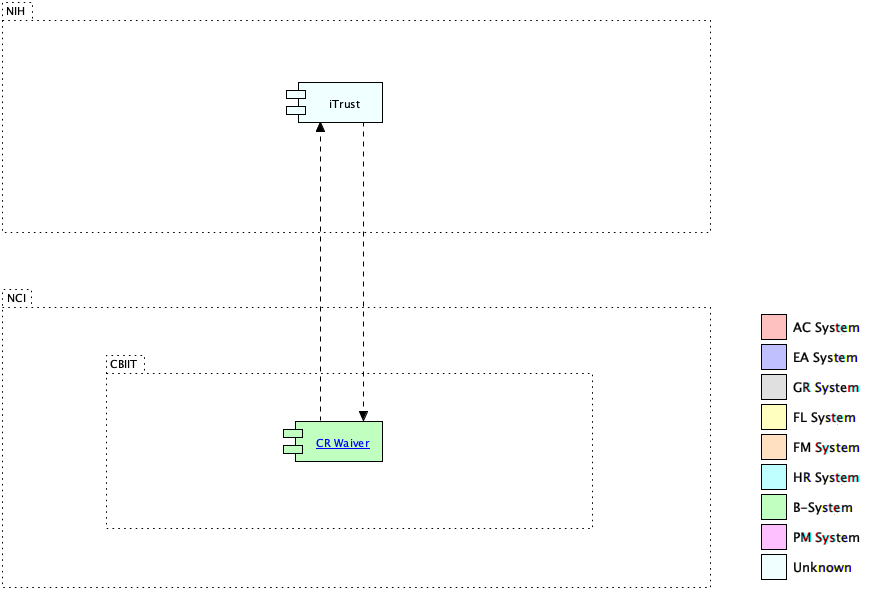 NIH
iTrust
NCI
CBIIT
CR Waiver
AC System
EA System
GR System
FL System
FM System
HR System
B-System
PM System
Unknown